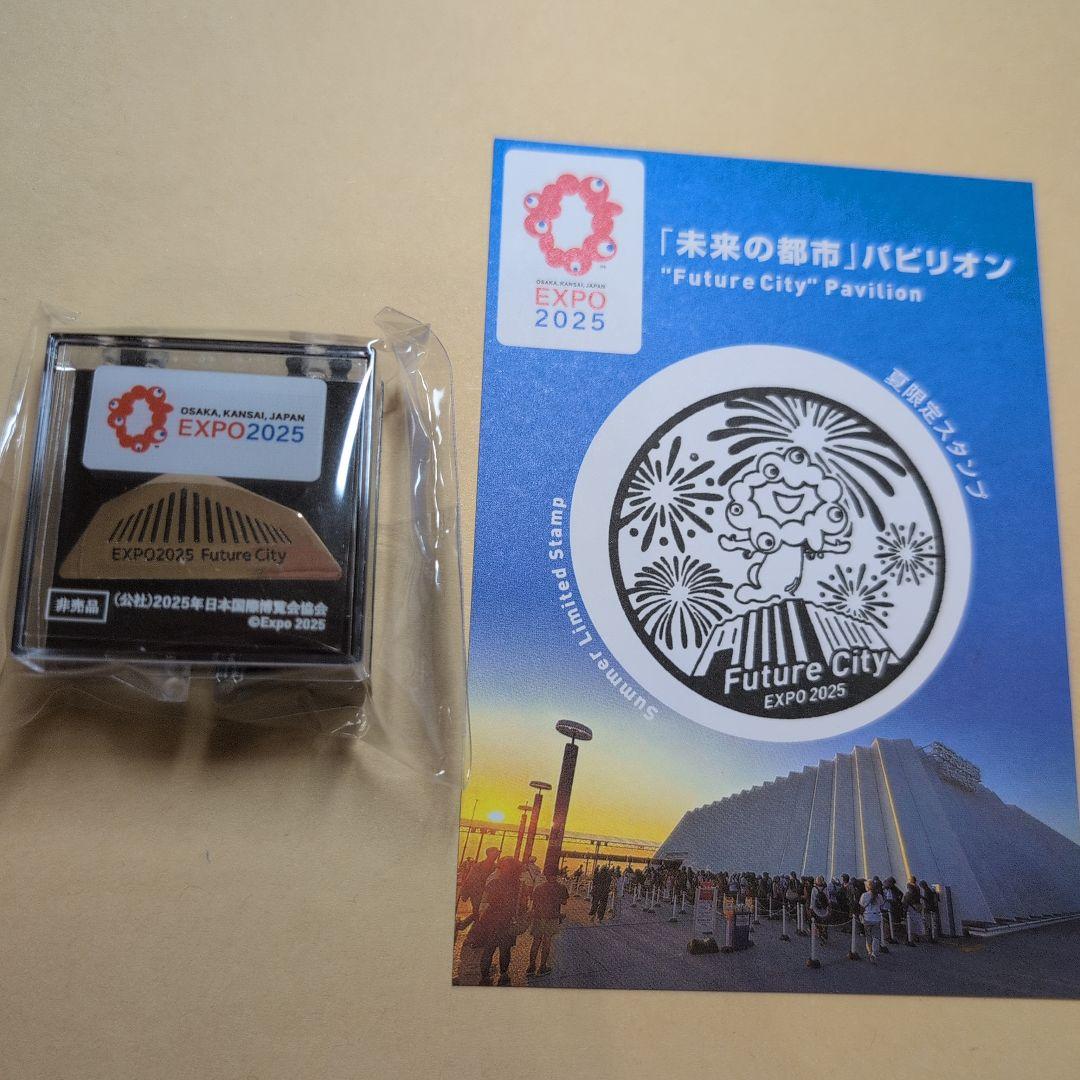 OSAKA, KANSAI, JAPAN
EXPO2025
EXPO2025 Future City
非売品
(公社)2025年日本国際博覧会協会
©Expo 2025
OSAKA, KANSAI, JAPAN
EXPO
2025
「未来の都市」パビリオン
"Future City" Pavilion
夏限定スタンプ
Summer Limited Stamp
Future City
EXPO 2025